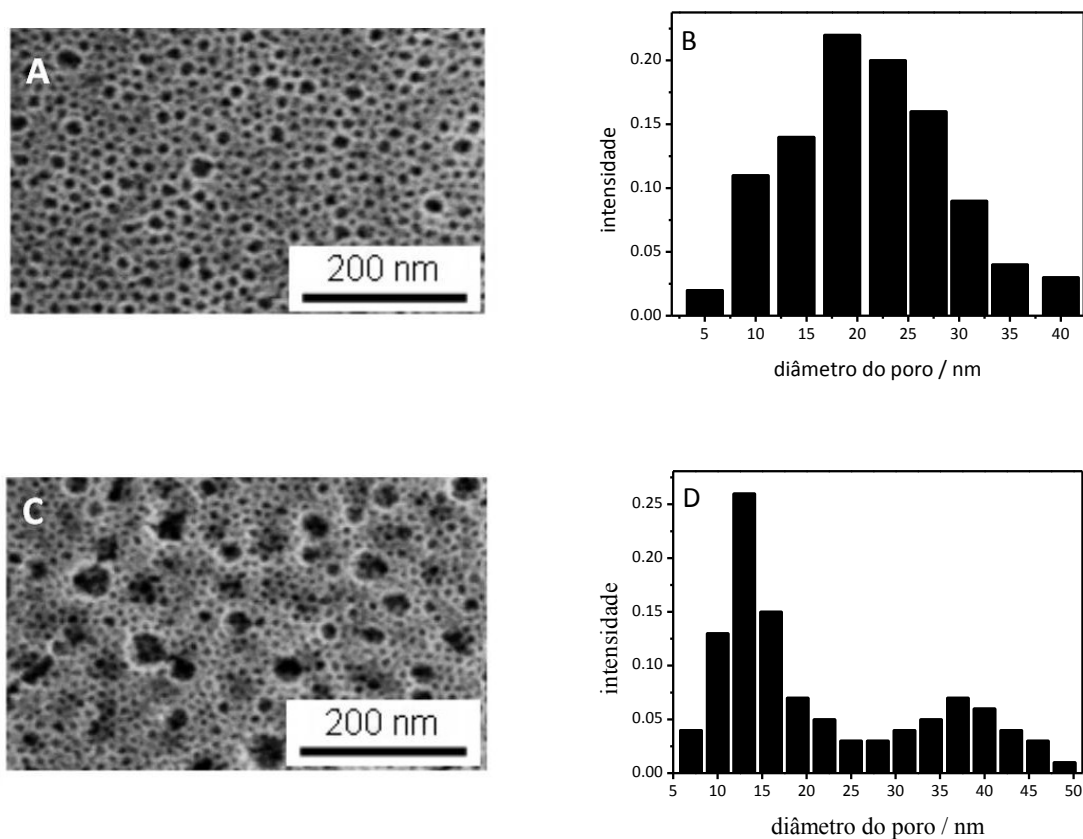 A
200 nm
B
intensidade
0.20
0.15
0.10
0.05
0.00
5 10 15 20 25 30 35 40
diâmetro do poro / nm
C
200 nm
D
intensidade
0.25
0.20
0.15
0.10
0.05
0.00
5 10 15 20 25 30 35 40 45 50
diâmetro do poro / nm